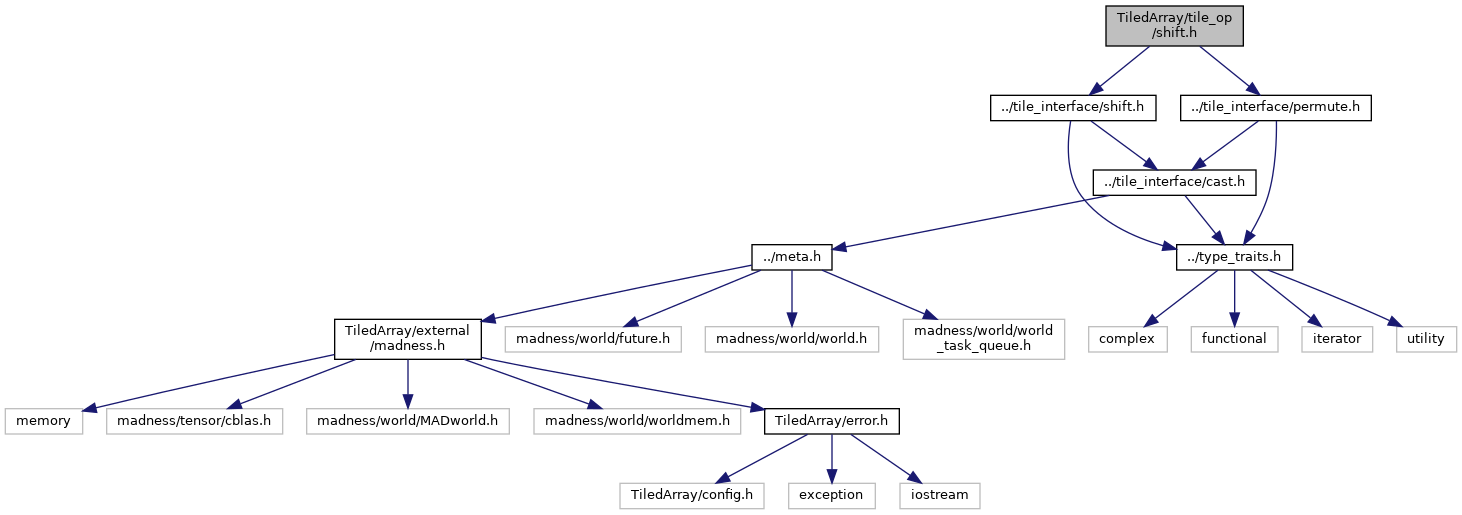 TiledArray/tile_op
/shift.h
../tile_interface/shift.h
../tile_interface/permute.h
../tile_interface/cast.h
../meta.h
../type_traits.h
TiledArray/external
/madness.h
madness/world/future.h
madness/world/world.h
madness/world/world
_task_queue.h
complex
functional
iterator
utility
memory
madness/tensor/cblas.h
madness/world/MADworld.h
madness/world/worldmem.h
TiledArray/error.h
TiledArray/config.h
exception
iostream